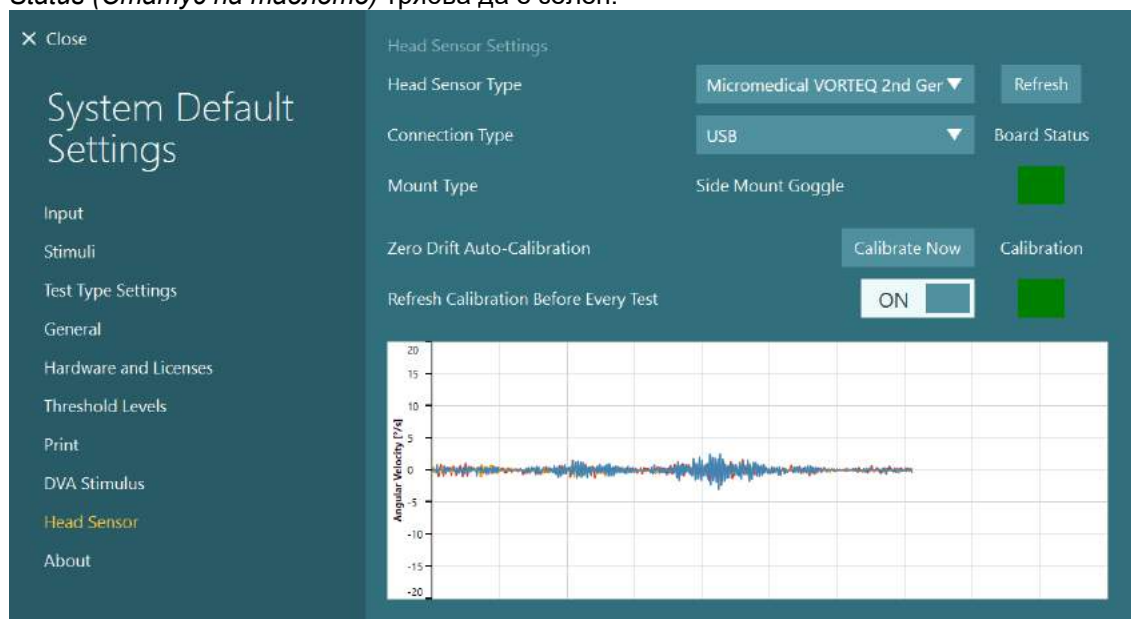 Status (Статус на таблото) трябва да е зелен.
Close
System Default
Settings
Input
Stimuli
Test Type Settings
General
Hardware and Licenses
Threshold Levels
Print
DVA Stimulus
Head Sensor
About
Head Sensor Settings
Head Sensor Type
Micromedical VORTEQ 2nd Ger
Refresh
Connection Type
USB
Board Status
Mount Type
Side Mount Goggle
Zero Drift Auto-Calibration
Calibrate Now
Calibration
Refresh Calibration Before Every Test
ON
Angular Velocity [°/s]
20
15
10
5
0
-5
-10
-15
-20